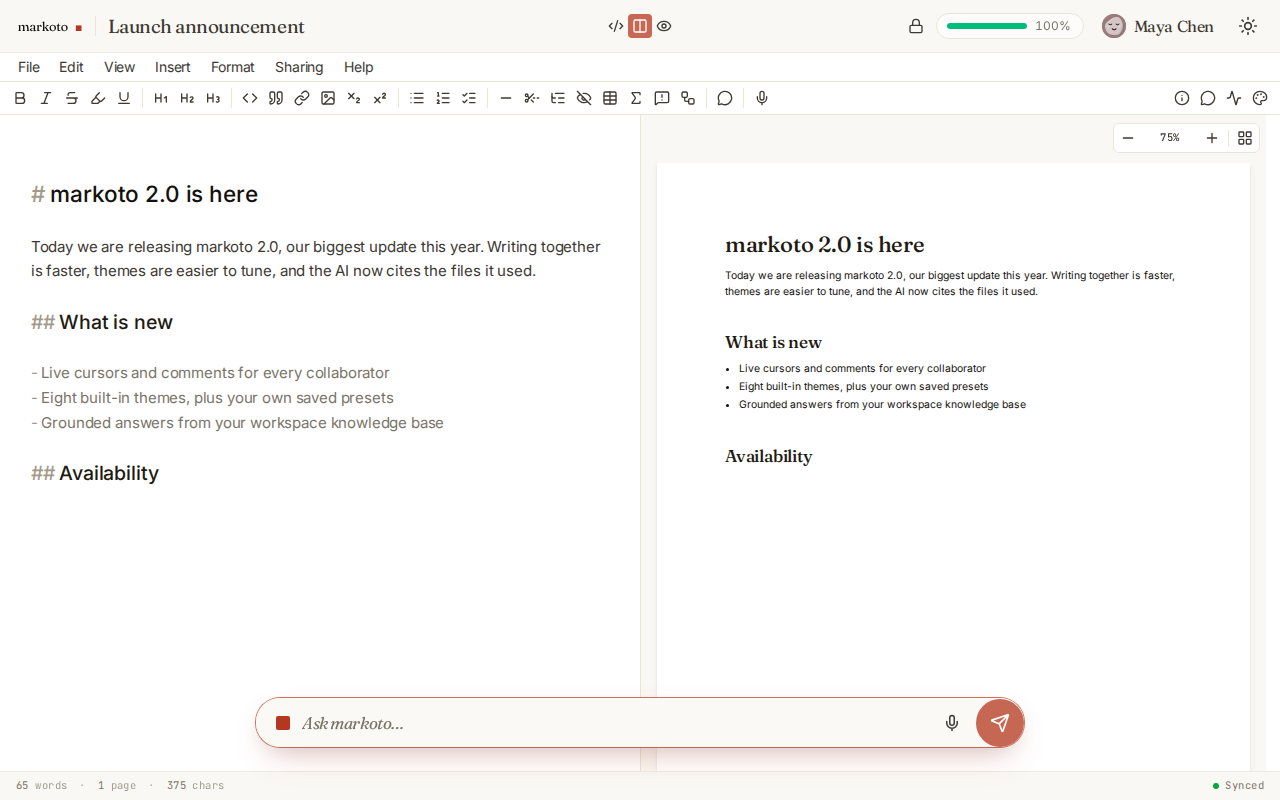 markoto
Launch announcement
100%
Maya Chen
File Edit View Insert Format Sharing Help
H1 H2 H3
75%
# markoto 2.0 is here
Today we are releasing markoto 2.0, our biggest update this year. Writing together
is faster, themes are easier to tune, and the AI now cites the files it used.
## What is new
- Live cursors and comments for every collaborator
- Eight built-in themes, plus your own saved presets
- Grounded answers from your workspace knowledge base
## Availability
markoto 2.0 is here
Today we are releasing markoto 2.0, our biggest update this year. Writing together is faster,
themes are easier to tune, and the AI now cites the files it used.
What is new
• Live cursors and comments for every collaborator
• Eight built-in themes, plus your own saved presets
• Grounded answers from your workspace knowledge base
Availability
Ask markoto...
65 words · 1 page · 375 chars
Synced